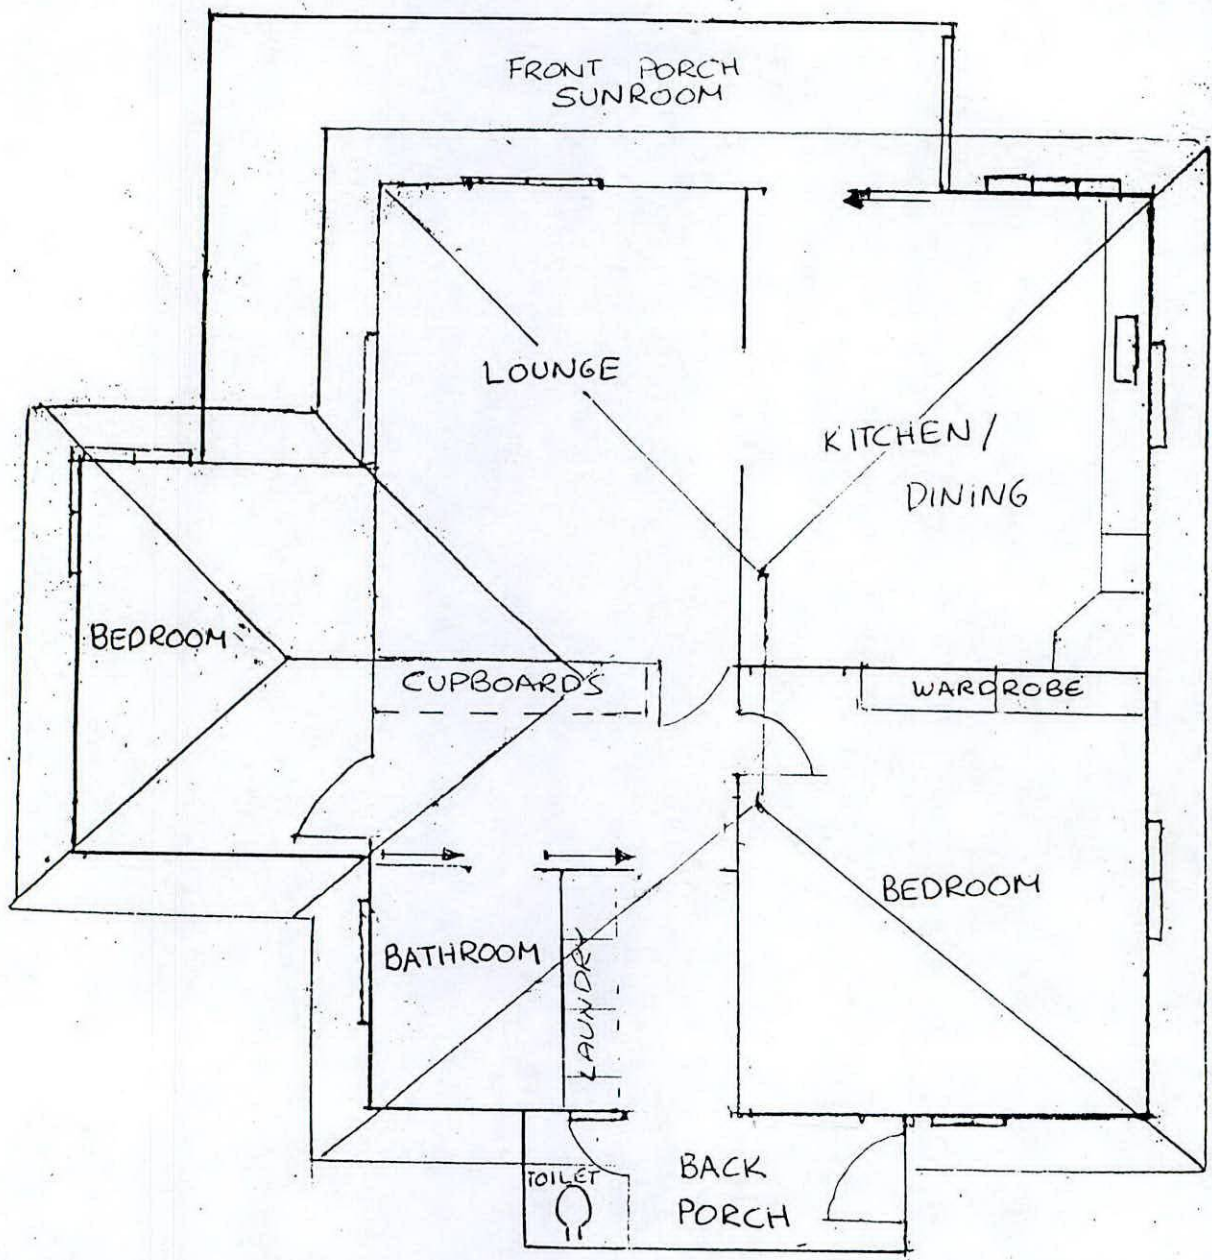 FRONT PORCH
SUNROOM
LOUNGE
KITCHEN/
DINING
BEDROOM
CUPBOARDS
WARDROBE
BEDROOM
BATHROOM
LAUNDRY
TOILET
BACK
PORCH